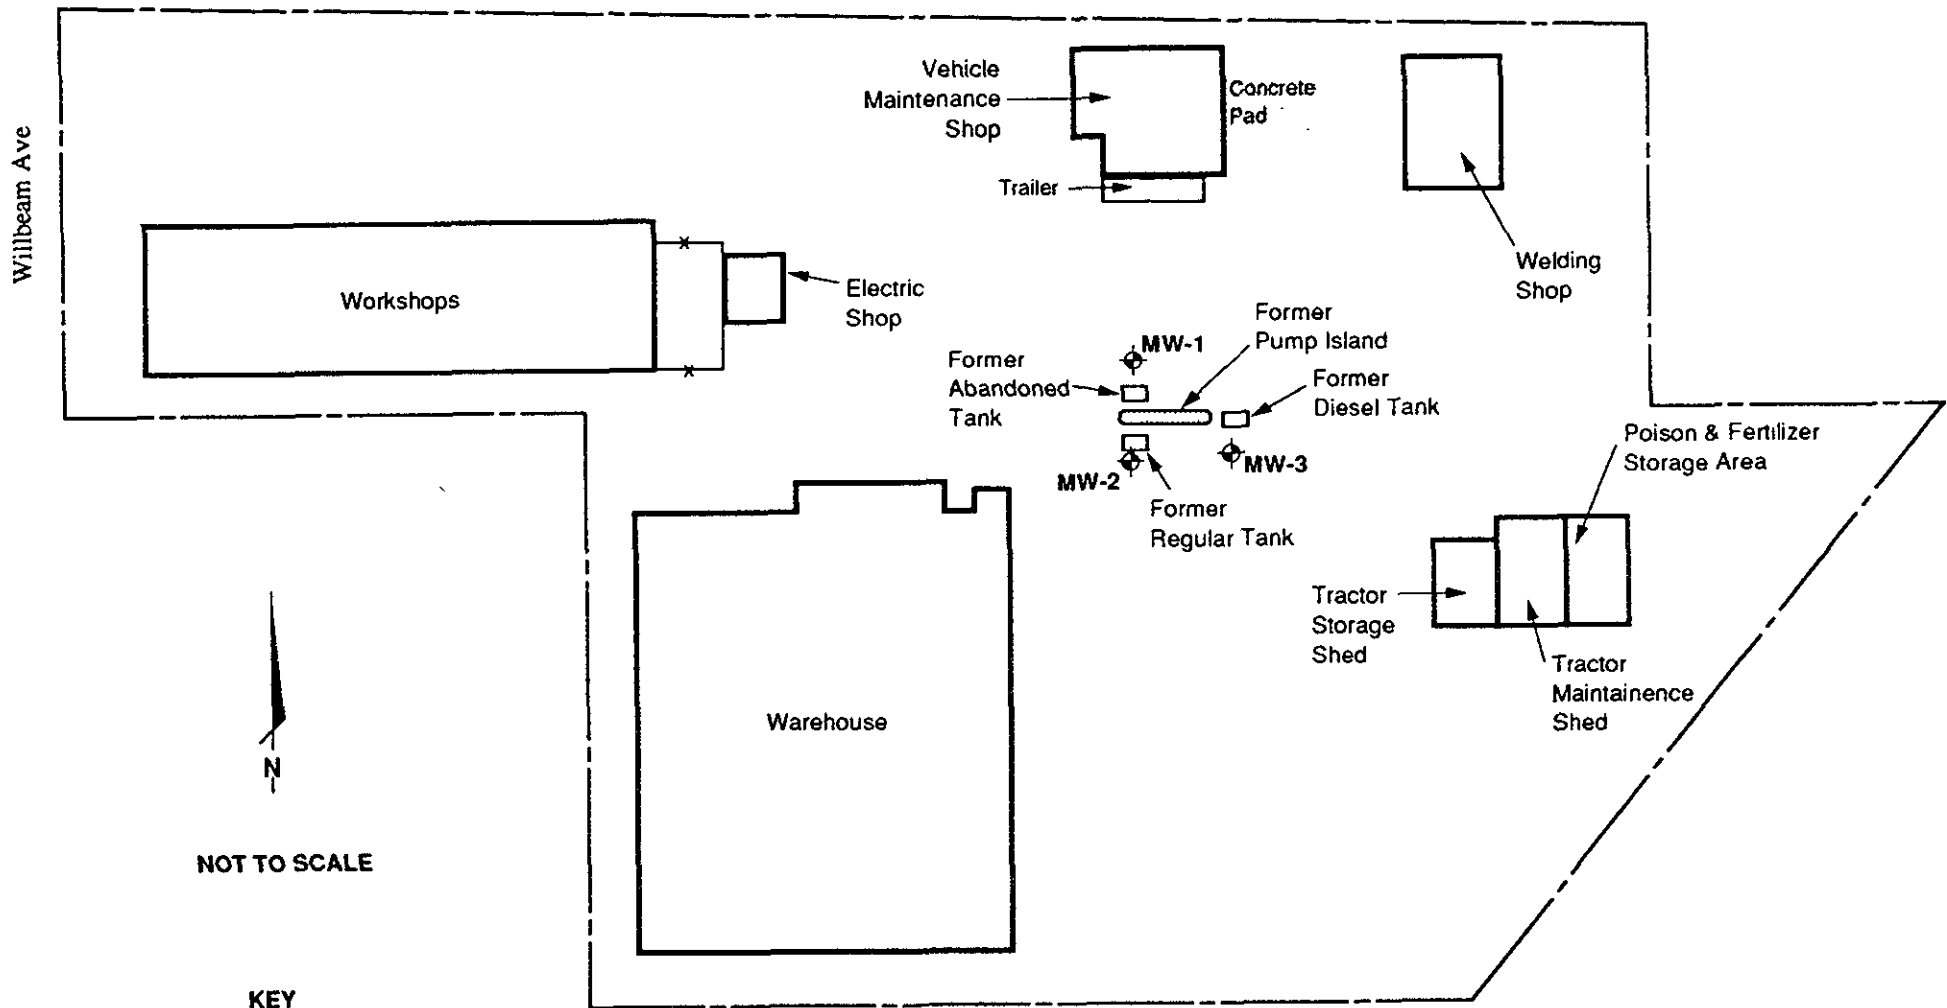 Willbeam Ave
Vehicle
Maintenance
Shop
Concrete
Pad
Trailer
Welding
Shop
Workshops
Electric
Shop
Former
Pump Island
MW-1
Former
Abandoned
Tank
Former
Diesel Tank
MW-2
MW-3
Former
Regular Tank
Poison & Fertilizer
Storage Area
Tractor
Storage
Shed
Tractor
Maintainence
Shed
Warehouse
N
NOT TO SCALE
KEY